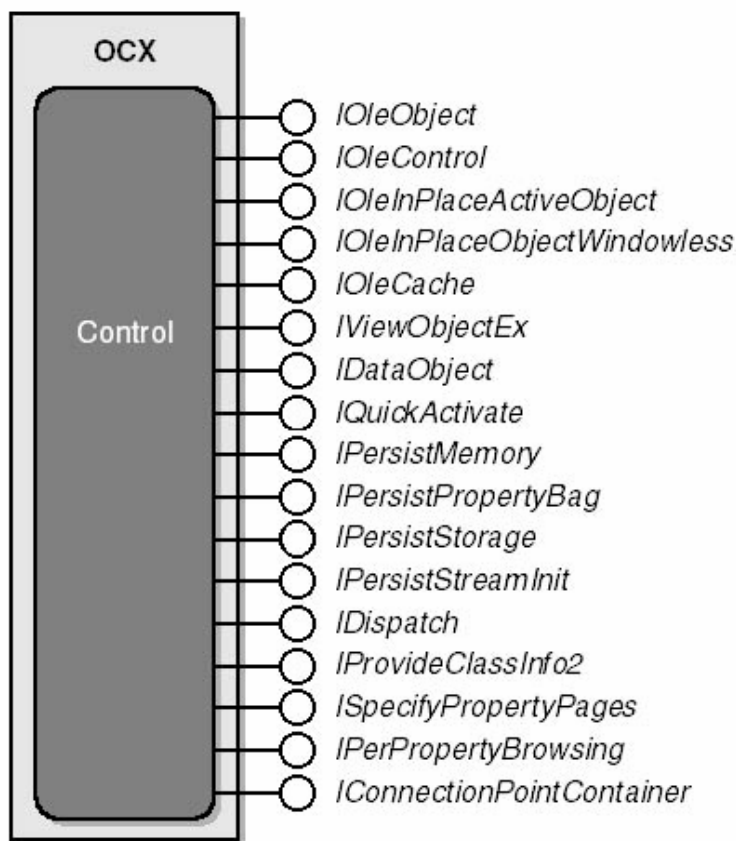 OCX
IOleObject
IOleControl
IOleInPlaceActiveObject
IOleInPlaceObjectWindowless
IOleCache
Control
IViewObjectEx
IDataObject
IQuickActivate
IPersistMemory
IPersistPropertyBag
IPersistStorage
IPersistStreamInit
IDispatch
IProvideClassInfo2
ISpecifyPropertyPages
IPerPropertyBrowsing
IConnectionPointContainer